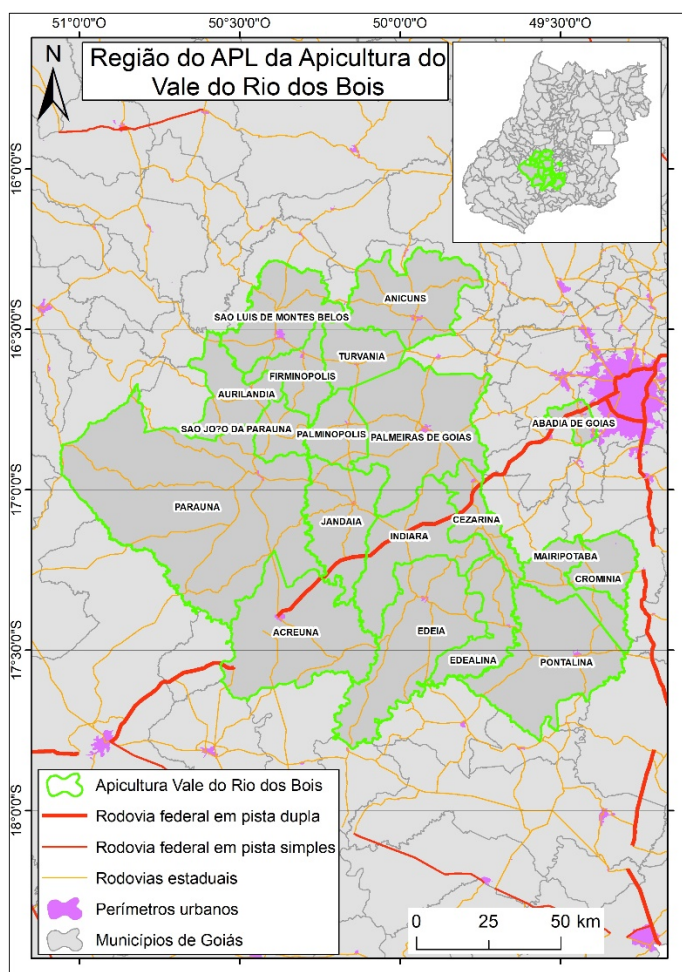 51°0'0"O 50°30'0"O 50°0'0"O 49°30'0"O
Região do APL da Apicultura do
Vale do Rio dos Bois
N
16°0'0"S
16°30'0"S
17°0'0"S
17°30'0"S
18°0'0"S
ANICUNS
SAO LUIS DE MONTES BELOS
TURVANIA
FIRMINOPOLIS
AURILANDIA
ABADIA DE GOIAS
SAO JO?O DA PARAUNA
PALMINOPOLIS
PALMEIRAS DE GOIAS
PARAUNA
JANDAIA
CEZARINA
INDIARA
MAIRIPOTABA
CROMINIA
ACREUNA
EDEIA
EDEALINA
PONTALINA
Apicultura Vale do Rio dos Bois
Rodovia federal em pista dupla
Rodovia federal em pista simples
Rodovias estaduais
Perímetros urbanos
Municípios de Goiás
0 25 50 km